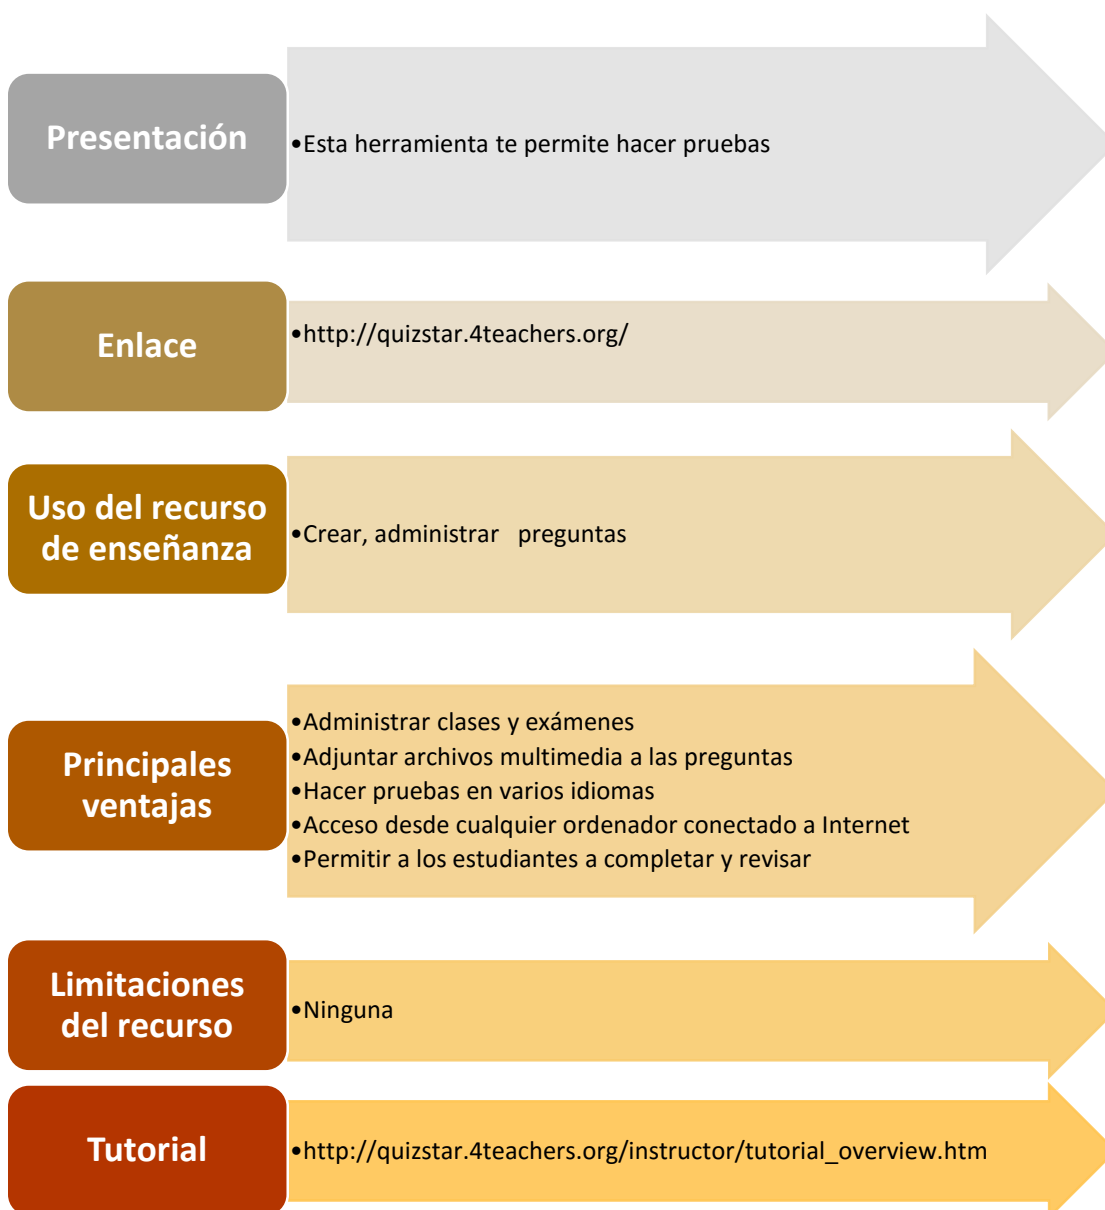 Presentación
•Esta herramienta te permite hacer pruebas
Enlace
•http://quizstar.4teachers.org/
Uso del recurso
de enseñanza
•Crear, administrar   preguntas
Principales
ventajas
•Administrar clases y exámenes
•Adjuntar archivos multimedia a las preguntas
•Hacer pruebas en varios idiomas
•Acceso desde cualquier ordenador conectado a Internet
•Permitir a los estudiantes a completar y revisar
Limitaciones
del recurso
•Ninguna
Tutorial
•http://quizstar.4teachers.org/instructor/tutorial_overview.htm